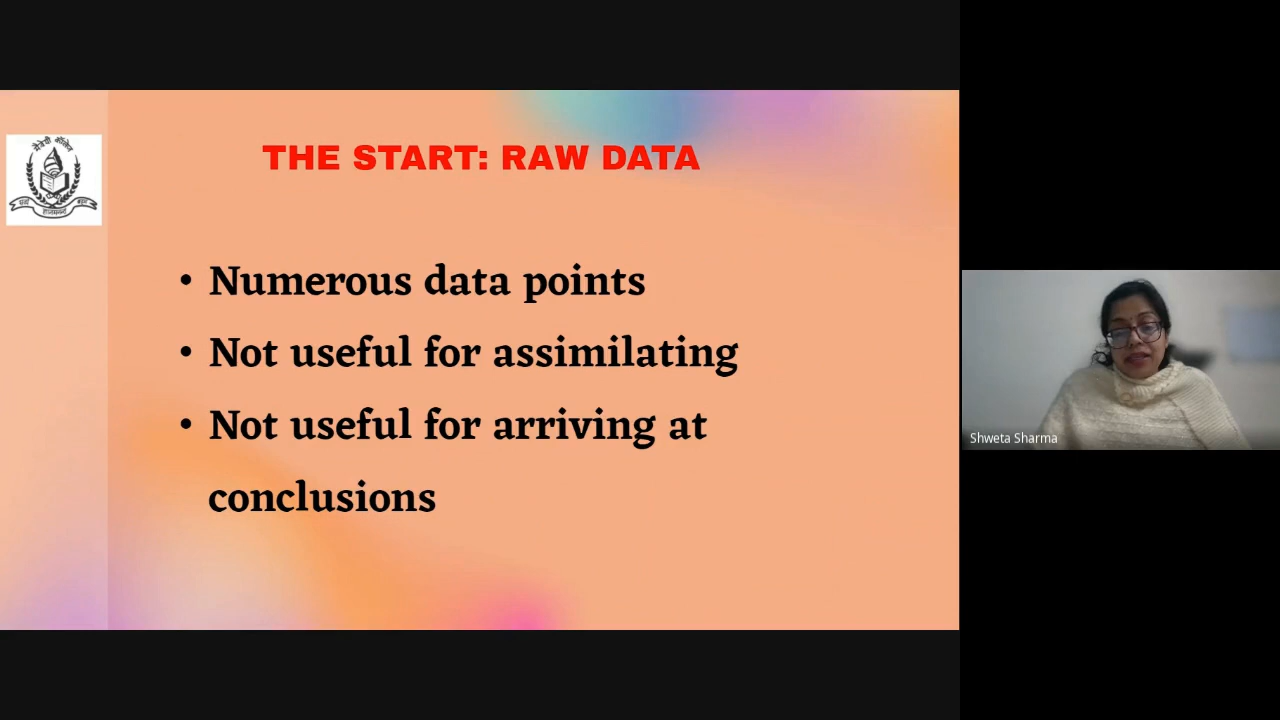 मैत्रेयी कॉलेज
THE START: RAW DATA
• Numerous data points
• Not useful for assimilating
• Not useful for arriving at
conclusions
Shweta Sharma